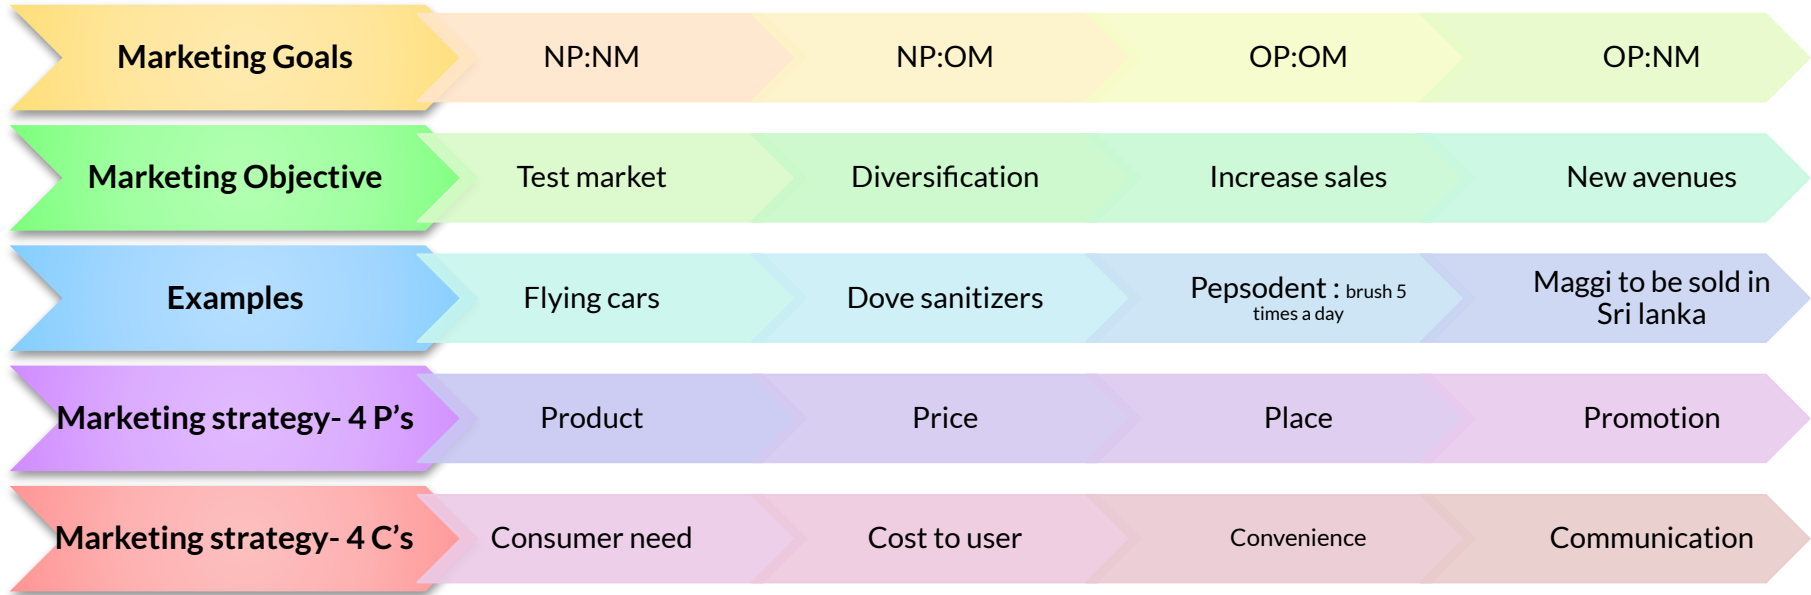 Marketing Goals
NP:NM
NP:OM
OP:OM
OP:NM
Marketing Objective
Test market
Diversification
Increase sales
New avenues
Examples
Flying cars
Dove sanitizers
Pepsodent : brush 5
times a day
Maggi to be sold in
Sri lanka
Marketing strategy- 4 P’s
Product
Price
Place
Promotion
Marketing strategy- 4 C’s
Consumer need
Cost to user
Convenience
Communication